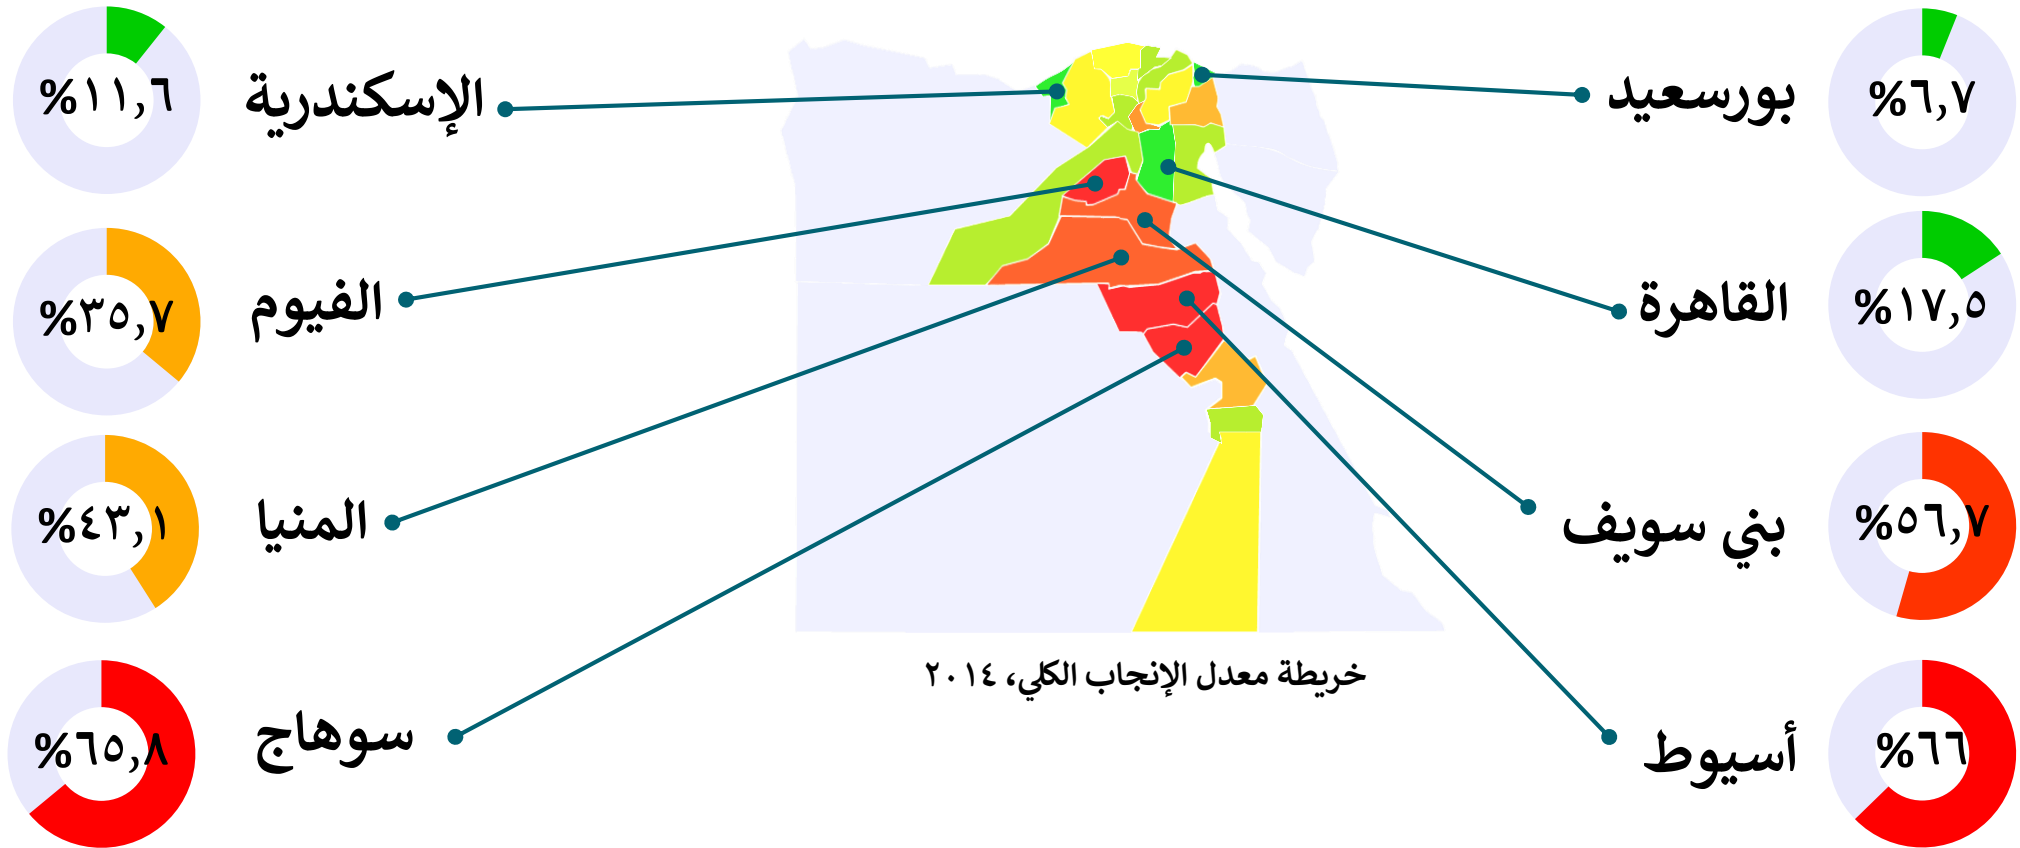 بورسعيد
%٦,٧
القاهرة
%١٧,٥
بني سويف
%٥٦,٧
أسيوط
%٦٦
الإسكندرية
%١١,٦
الفيوم
%٣٥,٧
المنيا
%٤٣,١
سوهاج
%٦٥,٨
خريطة معدل الإنجاب الكلي، ٢٠١٤